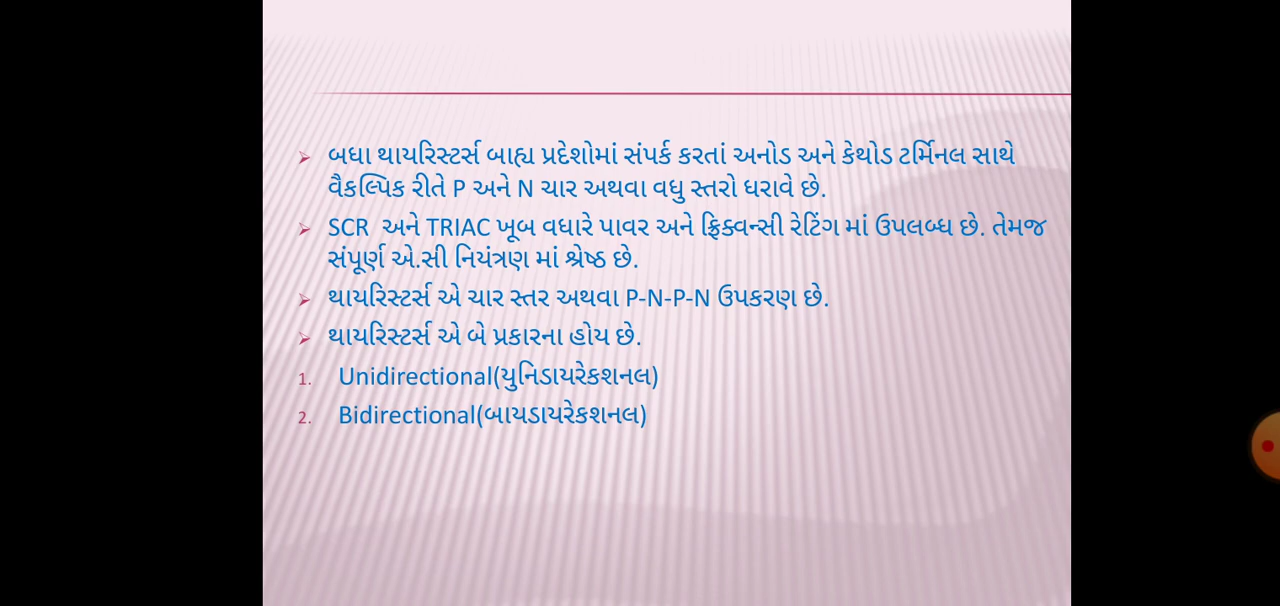 ➢ બધા થાયરિસ્ટર્સ બાહ્ય પ્રદેશોમાં સંપર્ક કરતાં અનોડ અને કેથોડ ટર્મિનલ સાથે
વૈકલ્પિક રીતે P અને N ચાર અથવા વધુ સ્તરો ધરાવે છે.
➢ SCR અને TRIAC ખૂબ વધારે પાવર અને ફ્રિક્વન્સી રેટિંગ માં ઉપલબ્ધ છે. તેમજ
સંપૂર્ણ એ.સી નિયંત્રણ માં શ્રેષ્ઠ છે.
➢ થાયરિસ્ટર્સ એ ચાર સ્તર અથવા P-N-P-N ઉપકરણ છે.
➢ થાયરિસ્ટર્સ એ બે પ્રકારના હોય છે.
1. Unidirectional(યુનિડાયરેકશનલ)
2. Bidirectional(બાયડાયરેકશનલ)